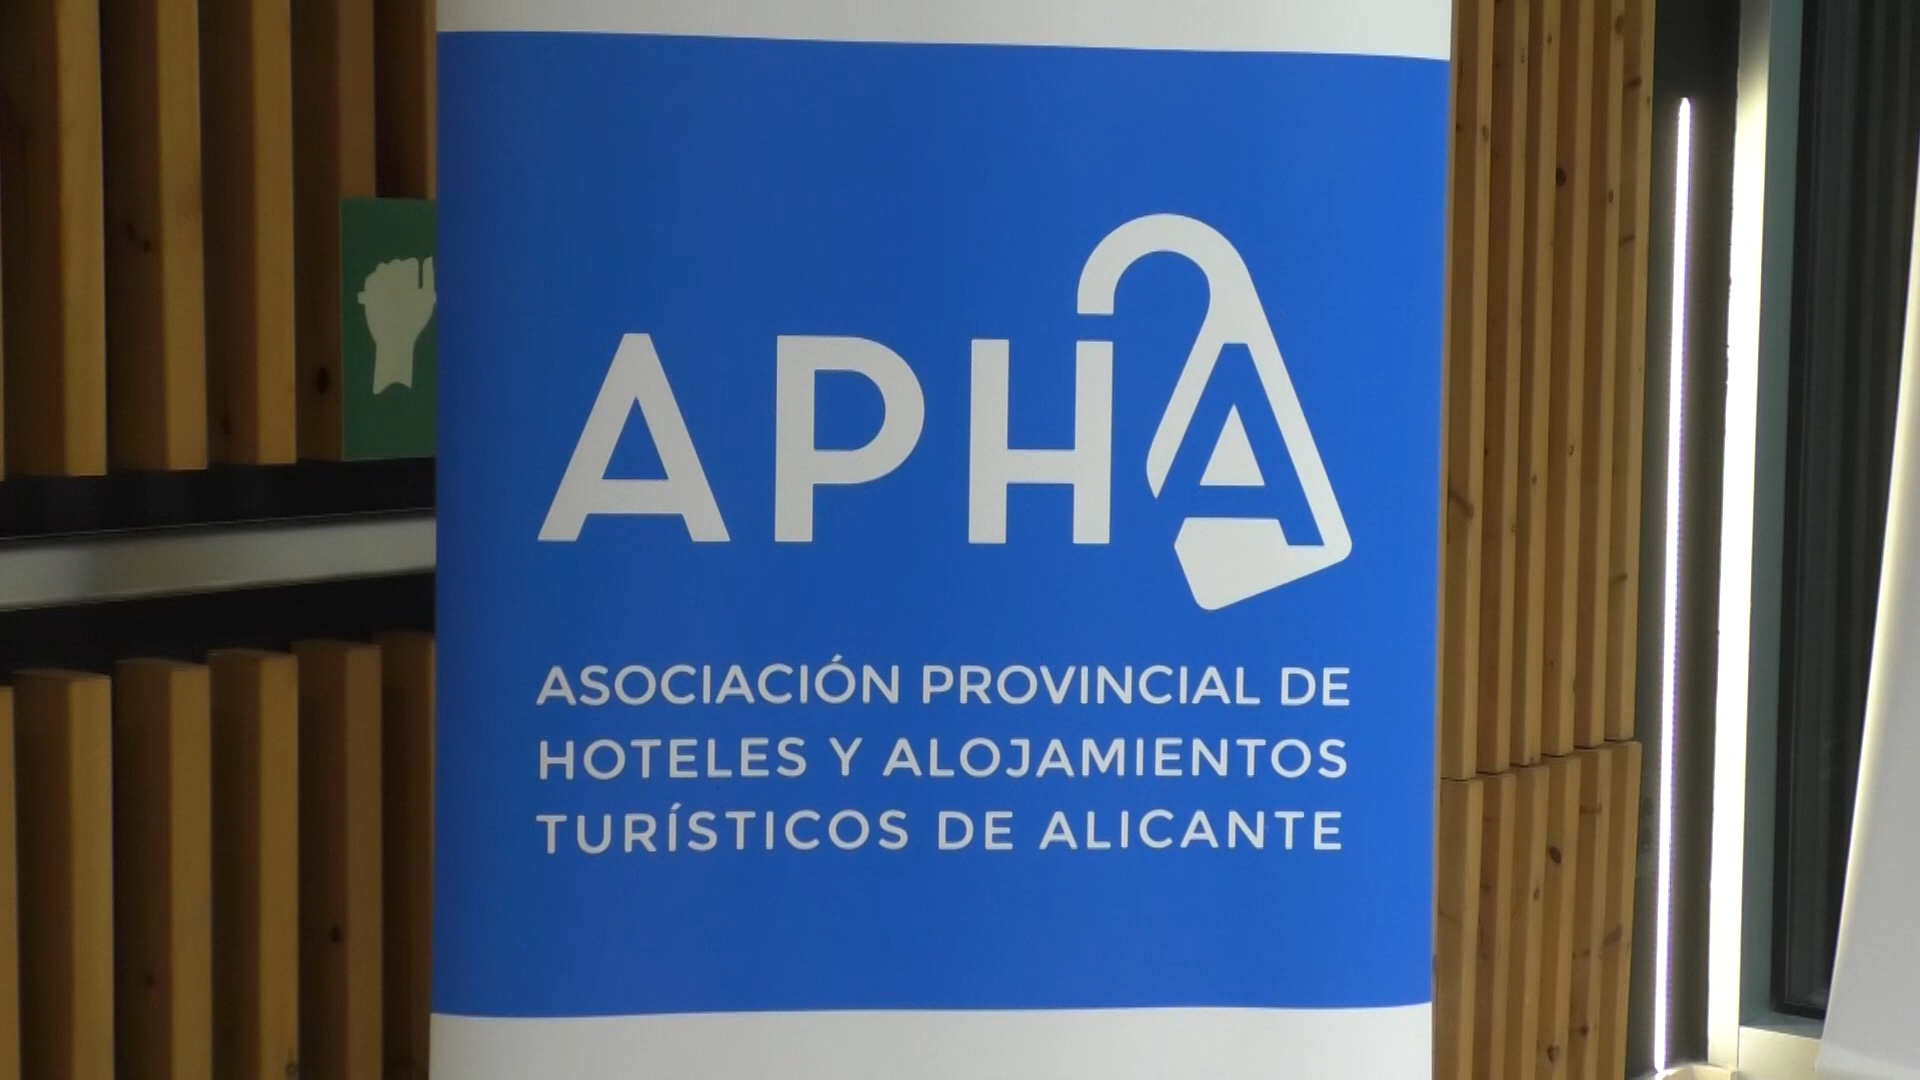 APHA
ASOCIACIÓN PROVINCIAL DE
HOTELES Y ALOJAMIENTOS
TURÍSTICOS DE ALICANTE